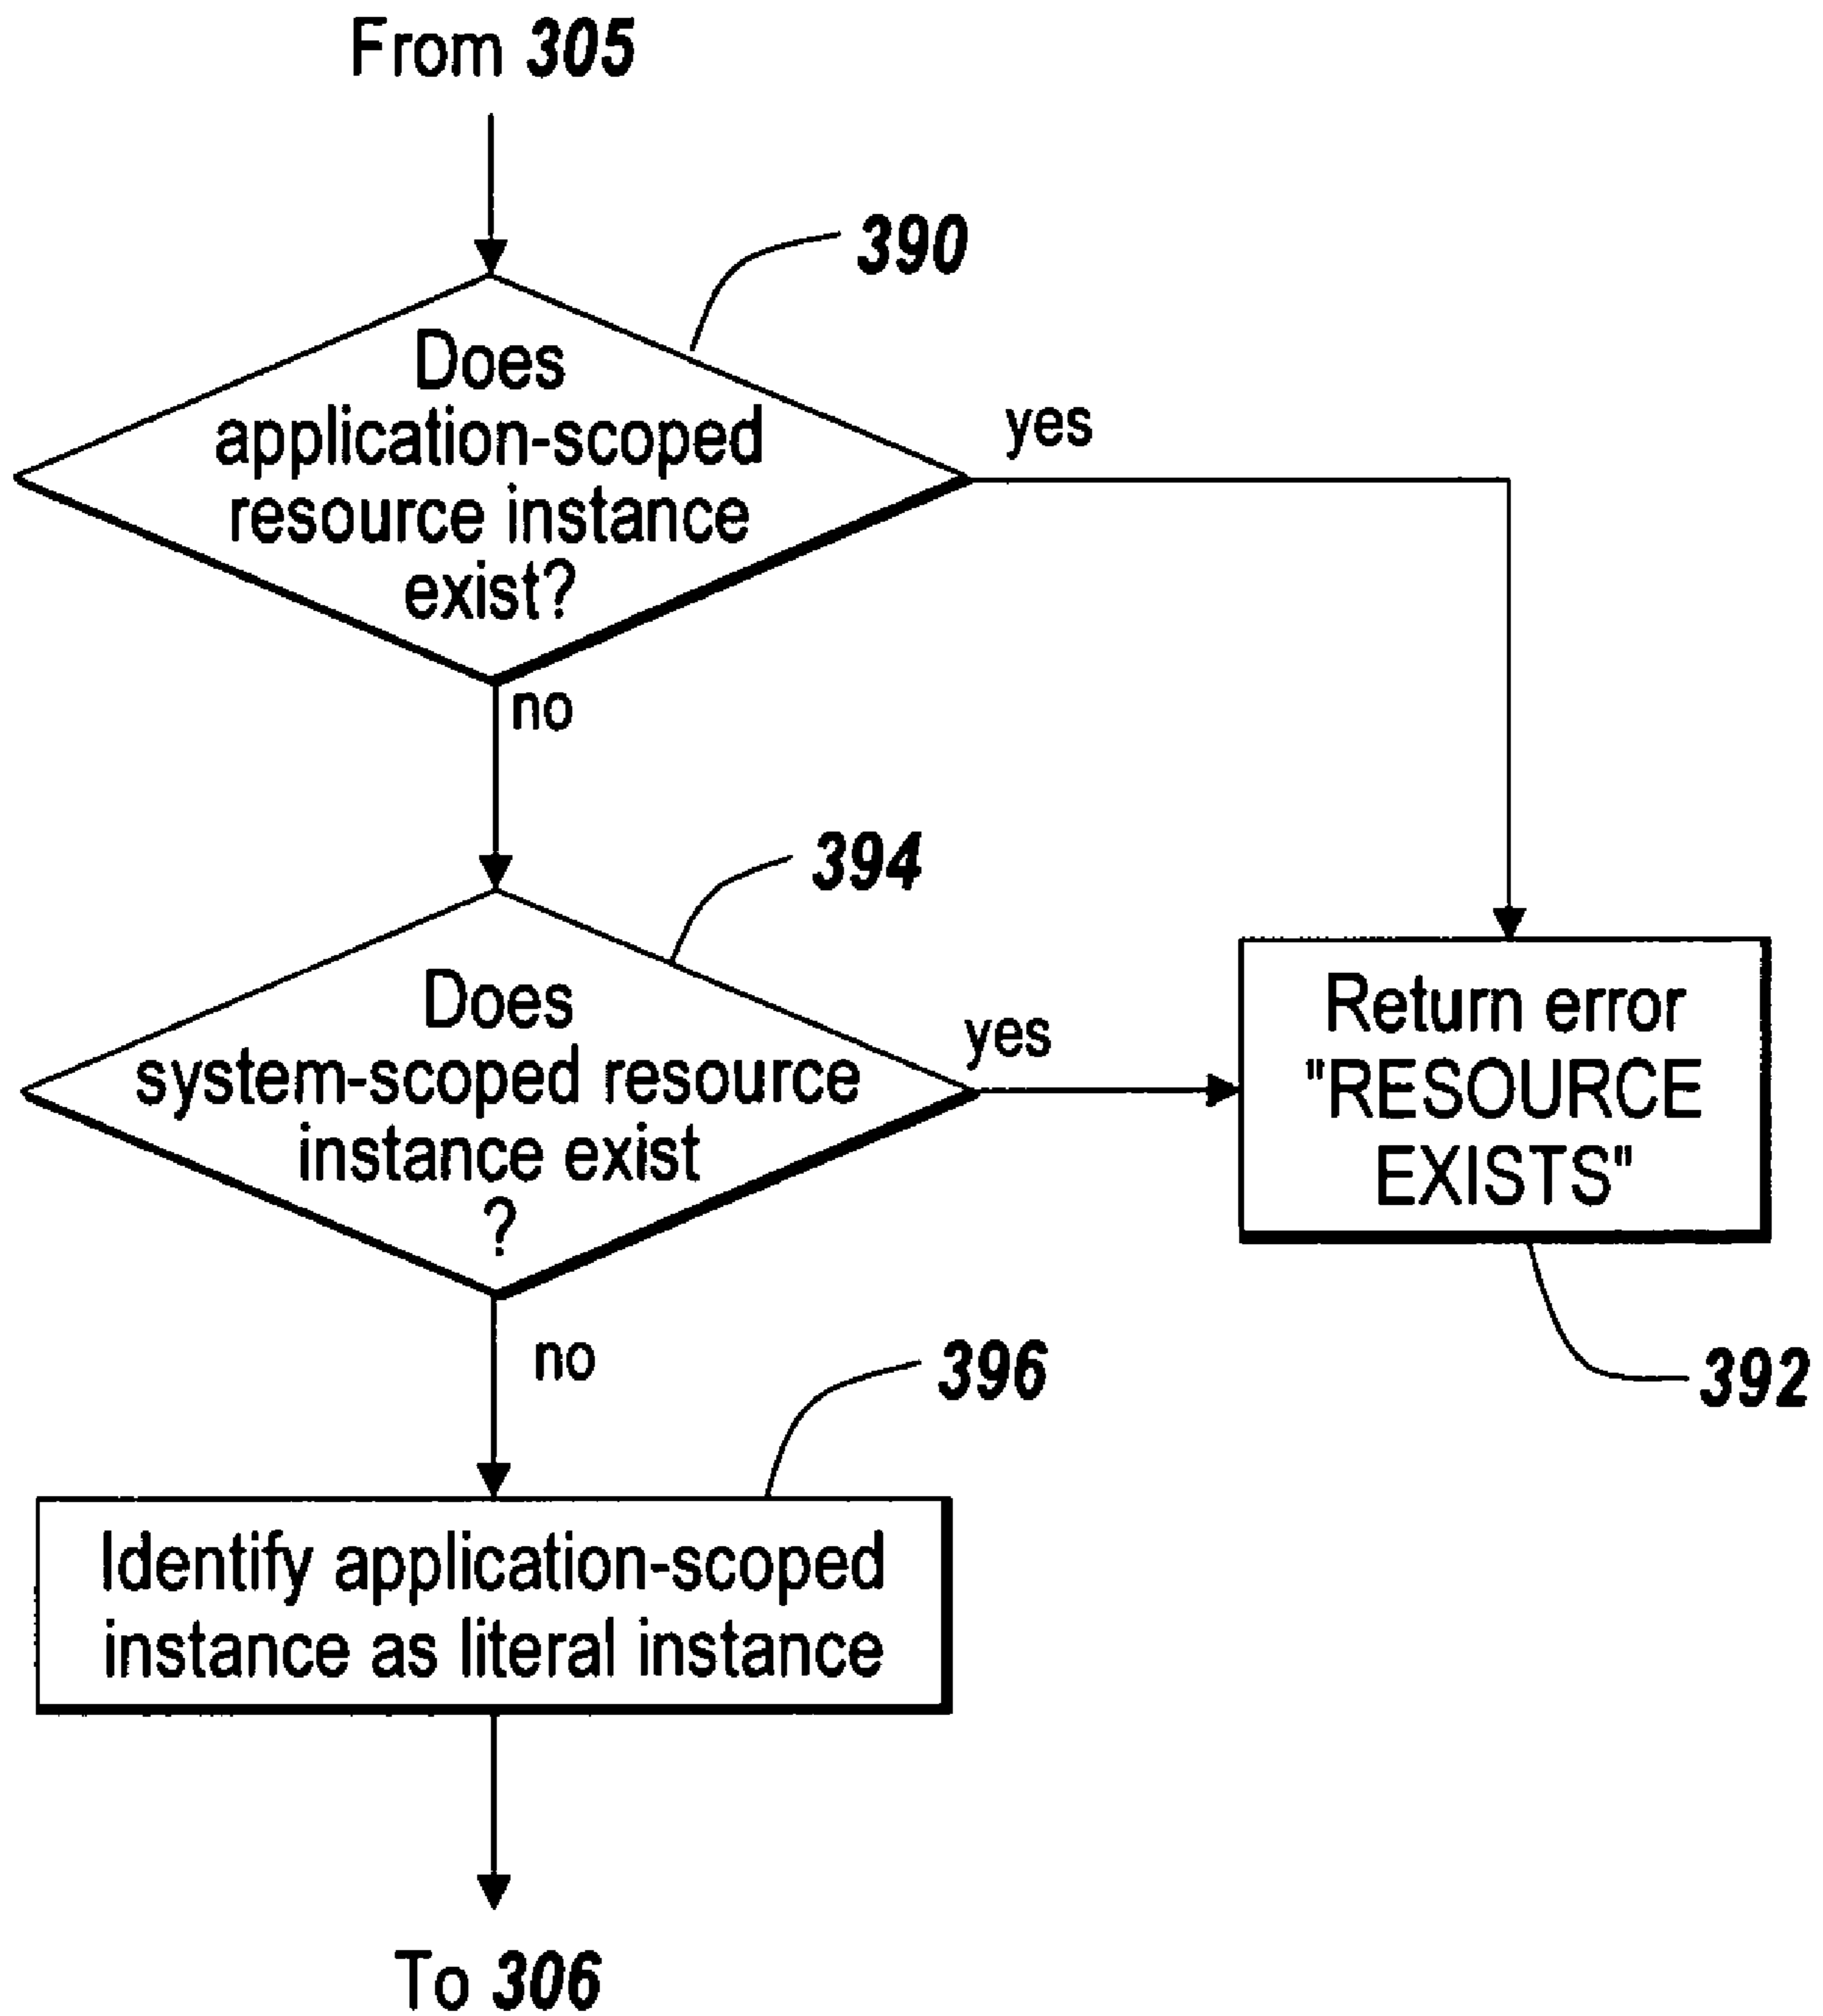 From 305
390
Does
application-scoped
resource instance
exist?
yes
no
394
Does
system-scoped resource
instance exist
?
yes
Return error
"RESOURCE
EXISTS"
392
no
396
Identify application-scoped
instance as literal instance
To 306